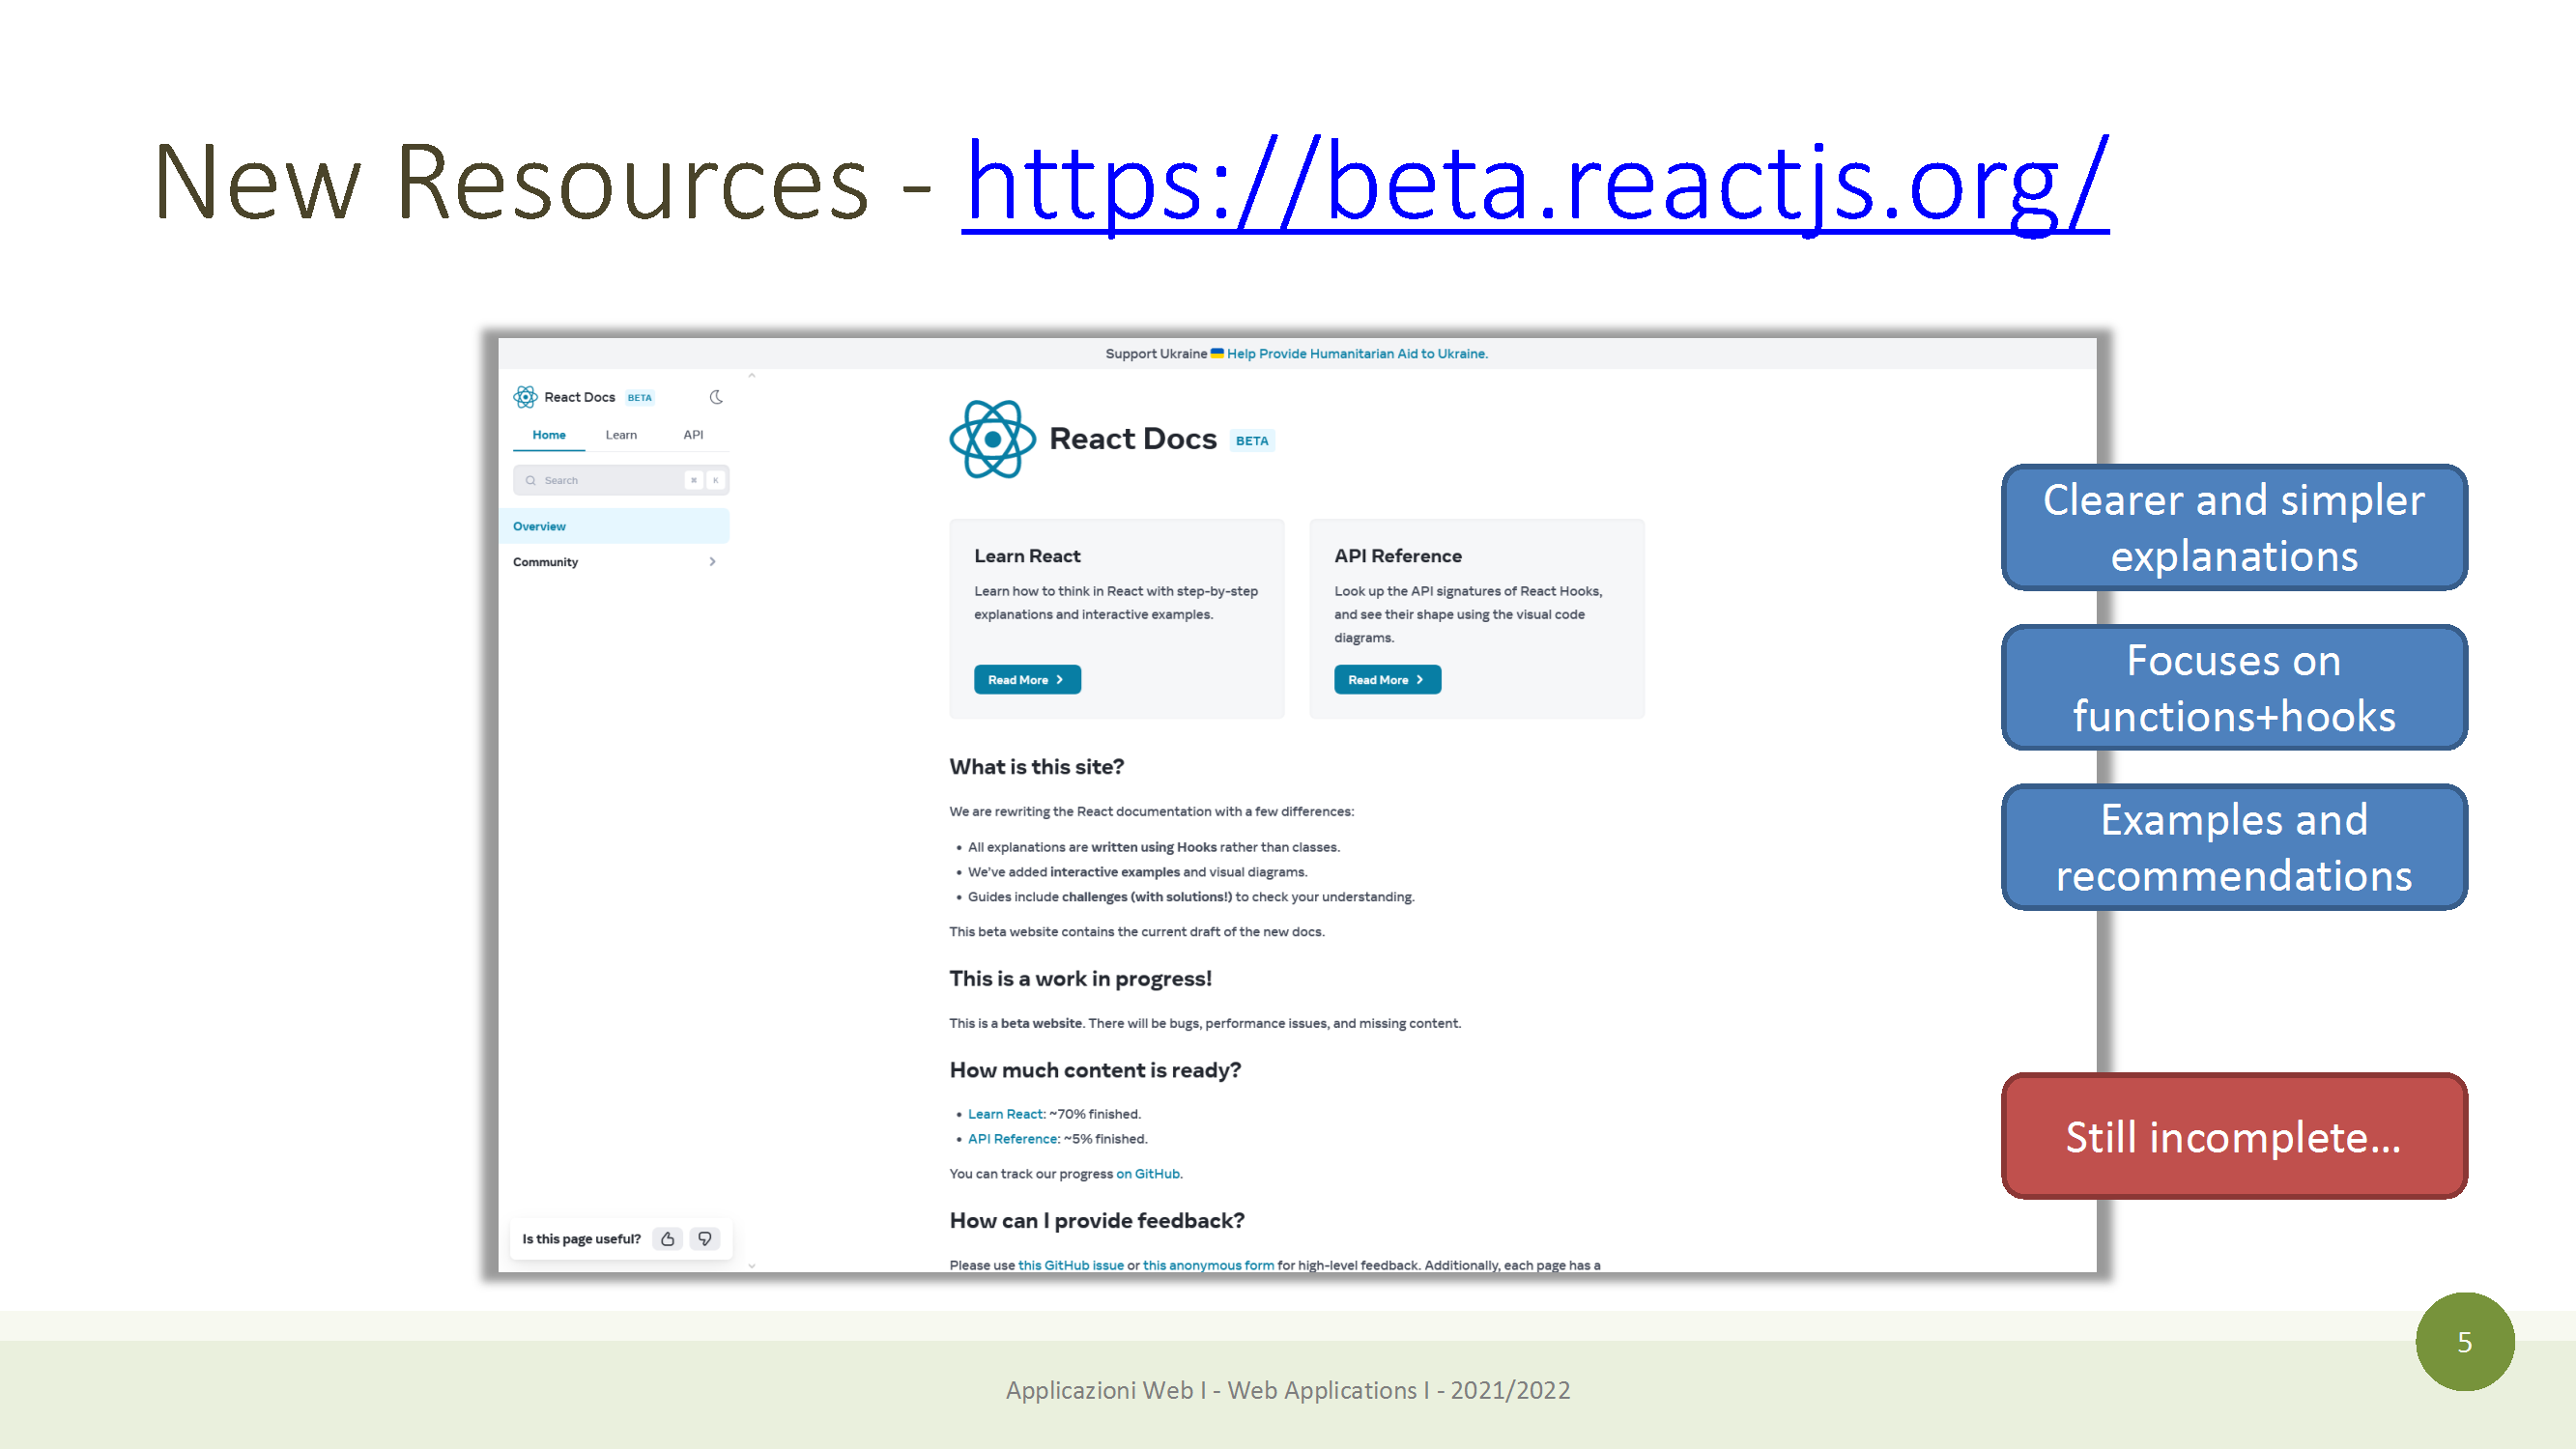 New Resources - https://beta.reactjs.org/
Support Ukraine Help Provide Humanitarian Aid to Ukraine.
React Docs BETA
Home Learn API
Search ⌘ K
Overview
Community
Is this page useful?
React Docs BETA
Learn React
Learn how to think in React with step-by-step
explanations and interactive examples.
Read More
API Reference
Look up the API signatures of React Hooks,
and see their shape using the visual code
diagrams.
Read More
What is this site?
We are rewriting the React documentation with a few differences:
• All explanations are written using Hooks rather than classes.
• We've added interactive examples and visual diagrams.
• Guides include challenges (with solutions!) to check your understanding.
This beta website contains the current draft of the new docs.
This is a work in progress!
This is a beta website. There will be bugs, performance issues, and missing content.
How much content is ready?
• Learn React: ~70% finished.
• API Reference: ~5% finished.
You can track our progress on GitHub.
How can I provide feedback?
Please use this GitHub issue or this anonymous form for high-level feedback. Additionally, each page has a
Clearer and simpler
explanations
Focuses on
functions+hooks
Examples and
recommendations
Still incomplete...
5
Applicazioni Web I - Web Applications I - 2021/2022